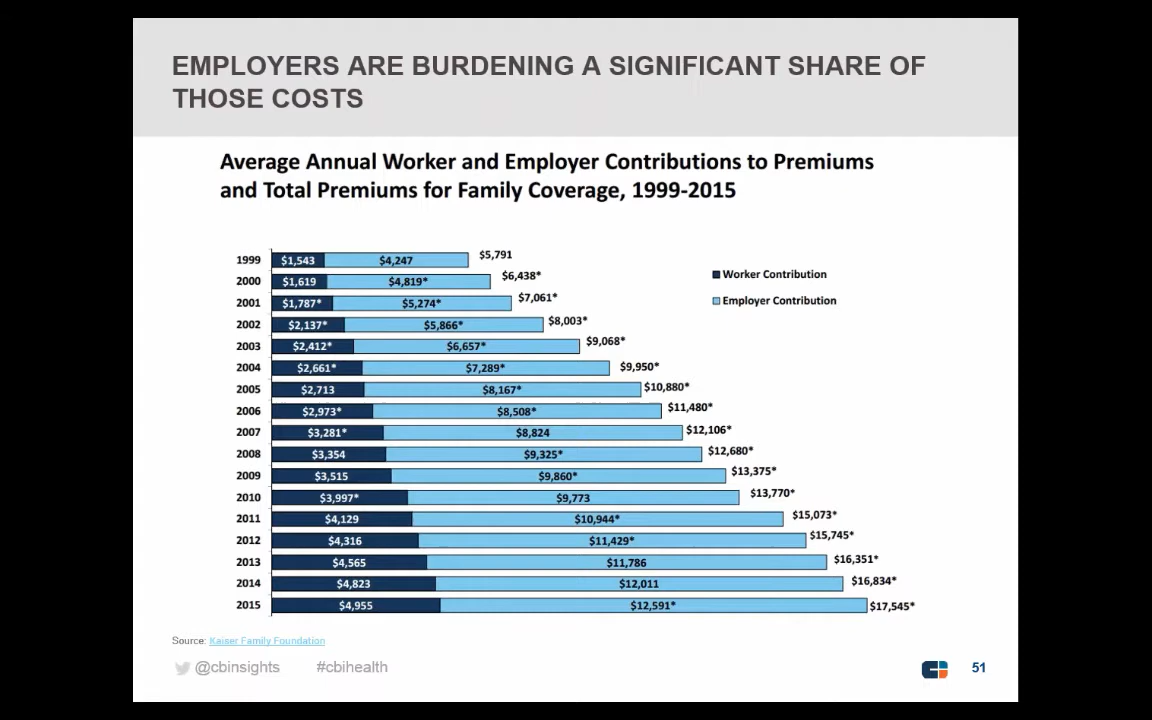 EMPLOYERS ARE BURDENING A SIGNIFICANT SHARE OF
THOSE COSTS
Average Annual Worker and Employer Contributions to Premiums
and Total Premiums for Family Coverage, 1999-2015
1999 $1,543 $4,247 $5,791
2000 $1,619 $4,819* $6,438*
2001 $1,787* $5,274* $7,061*
2002 $2,137* $5,866* $8,003*
2003 $2,412* $6,657* $9,068*
2004 $2,661* $7,289* $9,950*
2005 $2,713 $8,167* $10,880*
2006 $2,973* $8,508* $11,480*
2007 $3,281* $8,824 $12,106*
2008 $3,354 $9,325* $12,680*
2009 $3,515 $9,860* $13,375*
2010 $3,997* $9,773 $13,770*
2011 $4,129 $10,944* $15,073*
2012 $4,316 $11,429* $15,745*
2013 $4,565 $11,786 $16,351*
2014 $4,823 $12,011 $16,834*
2015 $4,955 $12,591* $17,545*
Worker Contribution
Employer Contribution
Source: Kaiser Family Foundation
@cbinsights #cbihealth
51